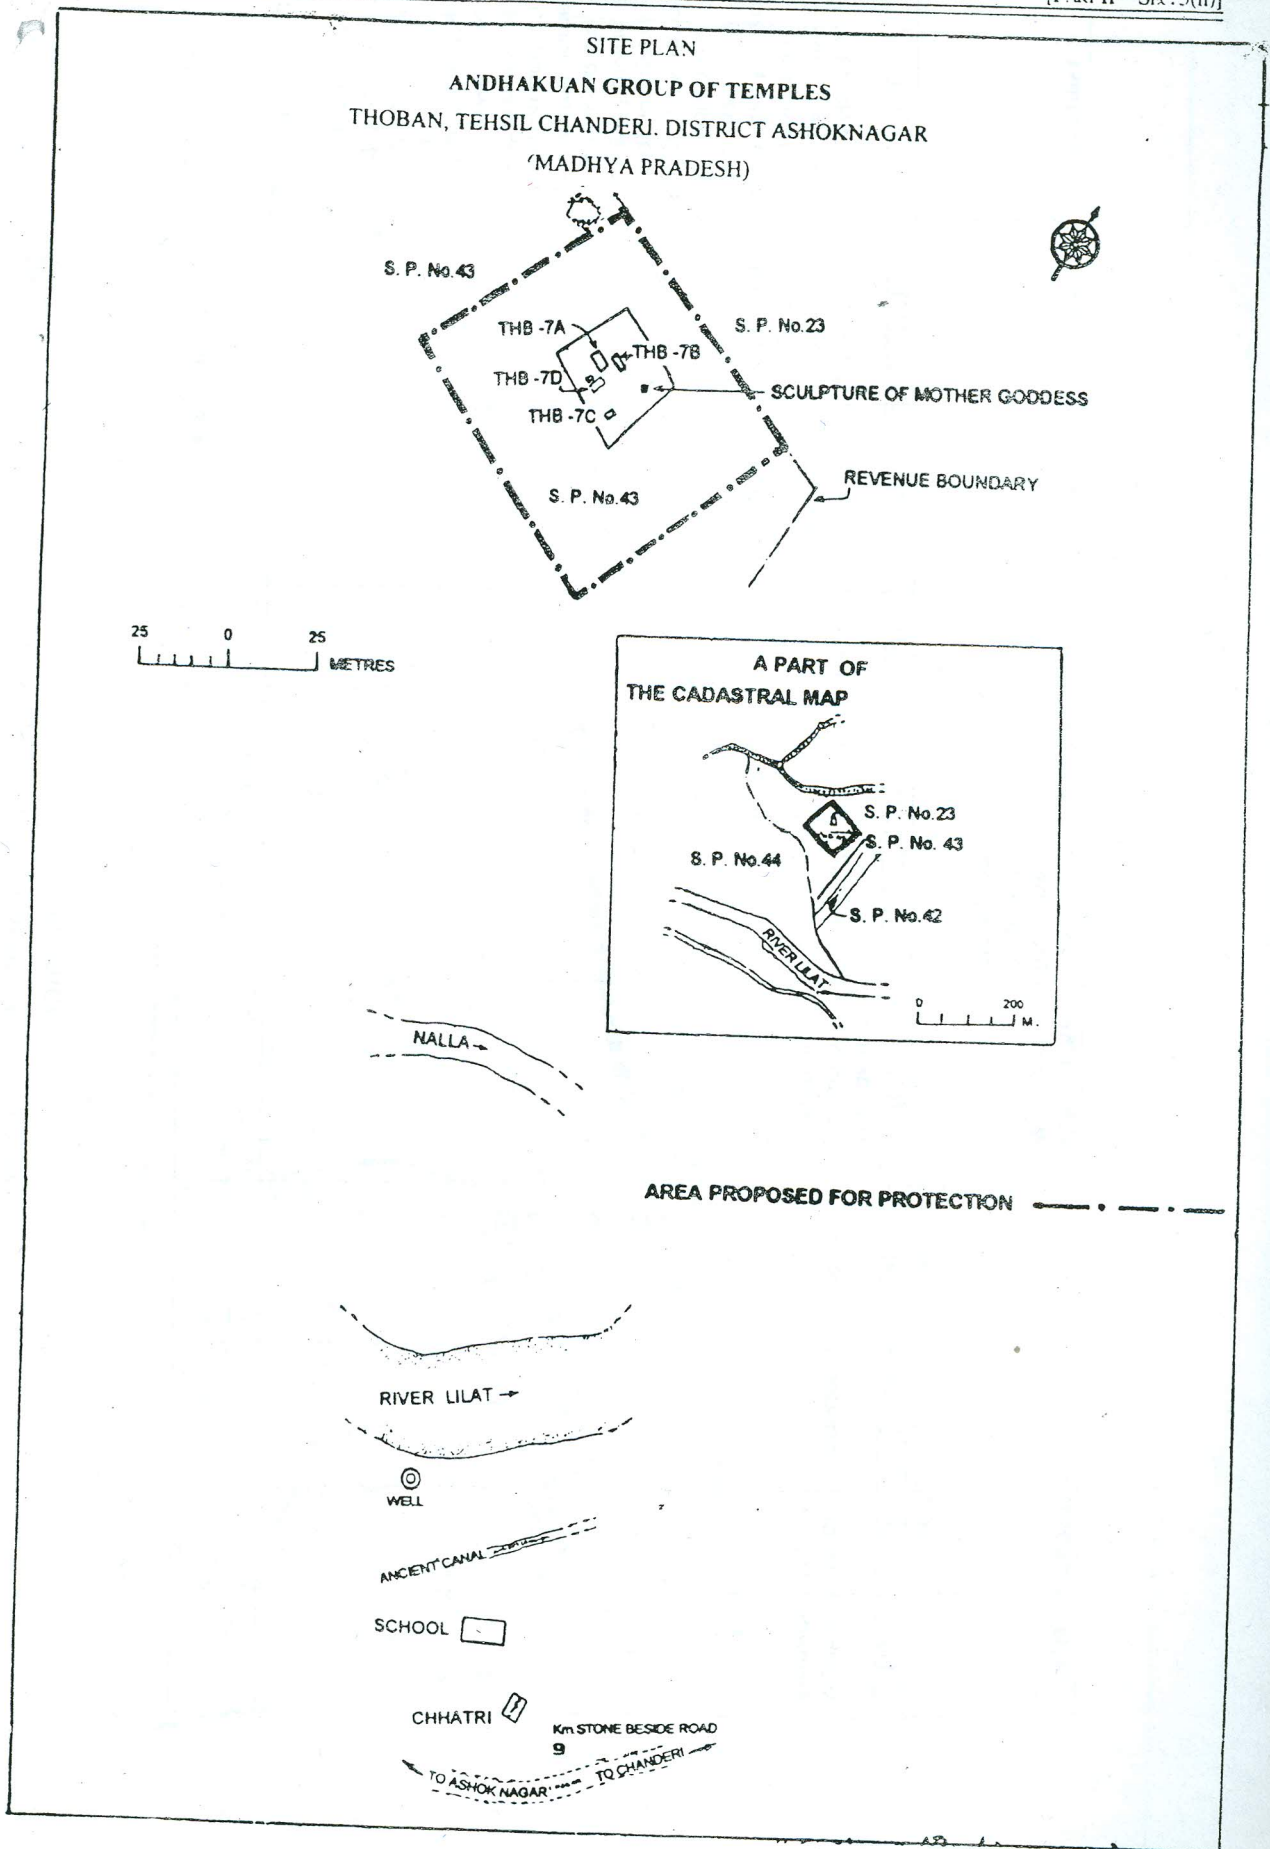 SITE PLAN
ANDHAKUAN GROUP OF TEMPLES
THOBAN, TEHSIL CHANDERI. DISTRICT ASHOKNAGAR
(MADHYA PRADESH)
S. P. No.43
THB -7A
S. P. No.23
THB -7B
THB -7D
SCULPTURE OF MOTHER GODDESS
THB -7C
REVENUE BOUNDARY
S. P. No.43
25 0 25
METRES
A PART OF
THE CADASTRAL MAP
S. P. No.23
S. P. No. 43
S. P. No.44
S. P. No.42
RIVER LILAT
0 200
M.
NALLA
AREA PROPOSED FOR PROTECTION
RIVER LILAT
WELL
ANCIENT CANAL
SCHOOL
CHHATRI
Km STONE BESIDE ROAD
9
TO ASHOK NAGAR TO CHANDERI